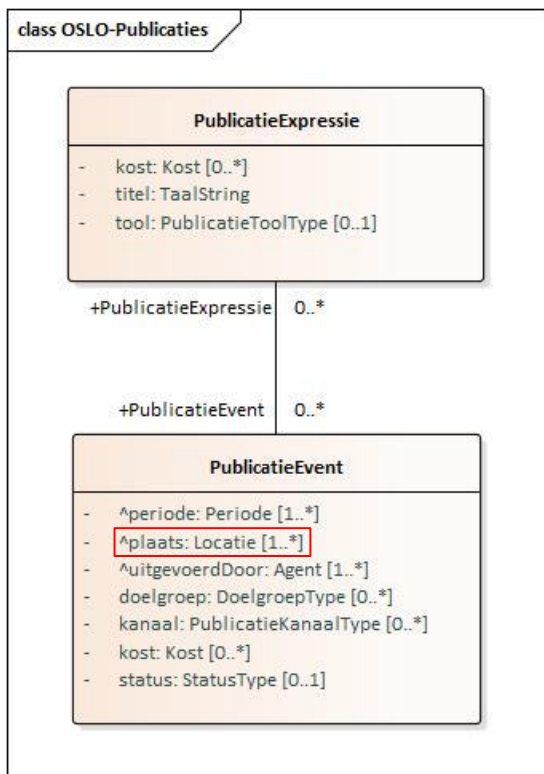 class OSLO-Publicaties
PublicatieExpressie
- kost: Kost [0..*]
- titel: TaalString
- tool: PublicatieToolType [0..1]
+PublicatieExpressie 0..*
+PublicatieEvent 0..*
PublicatieEvent
- ^periode: Periode [1..*]
- ^plaats: Locatie [1..*]
- ^uitgevoerdDoor: Agent [1..*]
- doelgroep: DoelgroepType [0..*]
- kanaal: PublicatieKanaalType [0..*]
- kost: Kost [0..*]
- status: StatusType [0..1]